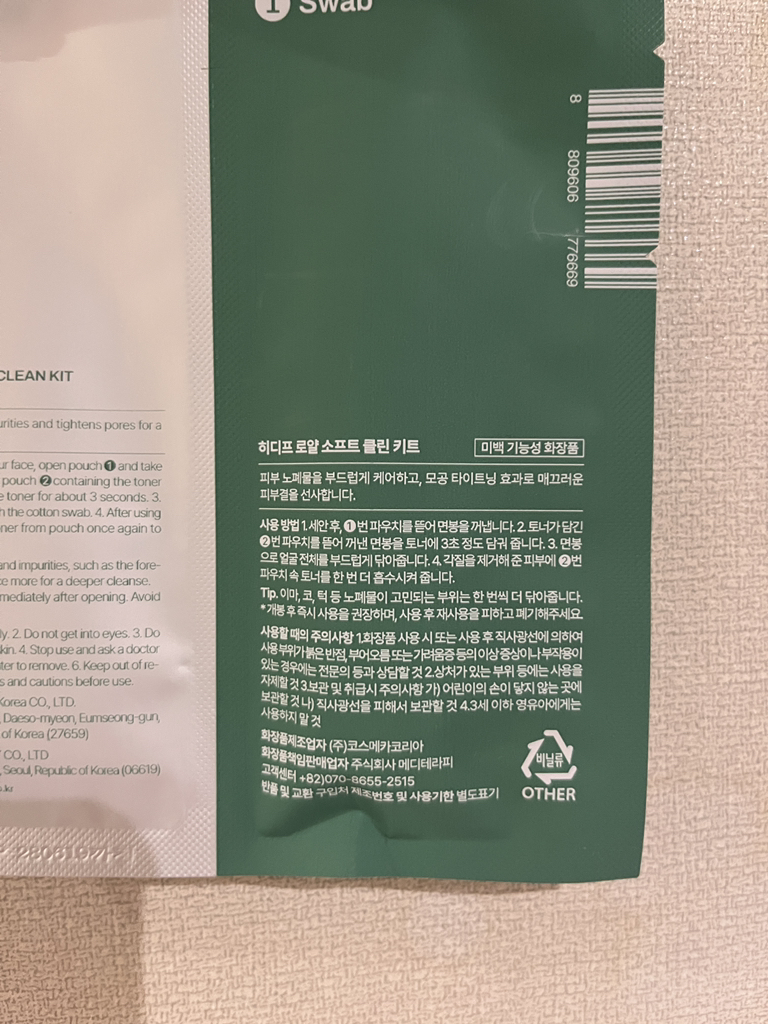 1 Swab
8 809606 776669
CLEAN KIT
urities and tightens pores for a
ur face, open pouch ❶ and take
pouch ❷ containing the toner
e toner for about 3 seconds. 3.
h the cotton swab. 4. After using
ner from pouch once again to
and impurities, such as the fore-
ce more for a deeper cleanse.
mediately after opening. Avoid
ly. 2. Do not get into eyes. 3. Do
kin. 4. Stop use and ask a doctor
ter to remove. 6. Keep out of re-
s and cautions before use.
Korea CO., LTD.
, Daeso-myeon, Eumseong-gun,
of Korea (27659)
CO., LTD
, Seoul, Republic of Korea (06619)
.kr
히디프 로얄 소프트 클린 키트 미백 기능성 화장품
피부 노폐물을 부드럽게 케어하고, 모공 타이트닝 효과로 매끄러운
피부결을 선사합니다.
사용 방법 1. 세안 후, ❶번 파우치를 뜯어 면봉을 꺼냅니다. 2. 토너가 담긴
❷번 파우치를 뜯어 꺼낸 면봉을 토너에 3초 정도 담궈 줍니다. 3. 면봉
으로 얼굴 전체를 부드럽게 닦아줍니다. 4. 각질을 제거해 준 피부에 ❷번
파우치 속 토너를 한 번 더 흡수시켜 줍니다.
Tip. 이마, 코, 턱 등 노폐물이 고민되는 부위는 한 번씩 더 닦아줍니다.
*개봉 후 즉시 사용을 권장하며, 사용 후 재사용을 피하고 폐기해주세요.
사용할 때의 주의사항 1.화장품 사용 시 또는 사용 후 직사광선에 의하여
사용부위가 붉은 반점, 부어오름 또는 가려움증 등의 이상 증상이나 부작용이
있는 경우에는 전문의 등과 상담할 것 2.상처가 있는 부위 등에는 사용을
자제할 것 3.보관 및 취급시 주의사항 가) 어린이의 손이 닿지 않는 곳에
보관할 것 나) 직사광선을 피해서 보관할 것 4.3세 이하 영유아에게는
사용하지 말 것
화장품제조업자 (주)코스메카코리아
화장품책임판매업자 주식회사 메디테라피
고객센터 +82)070-8655-2515
반품 및 교환 구입처 제조번호 및 사용기한 별도표기
비닐류
OTHER